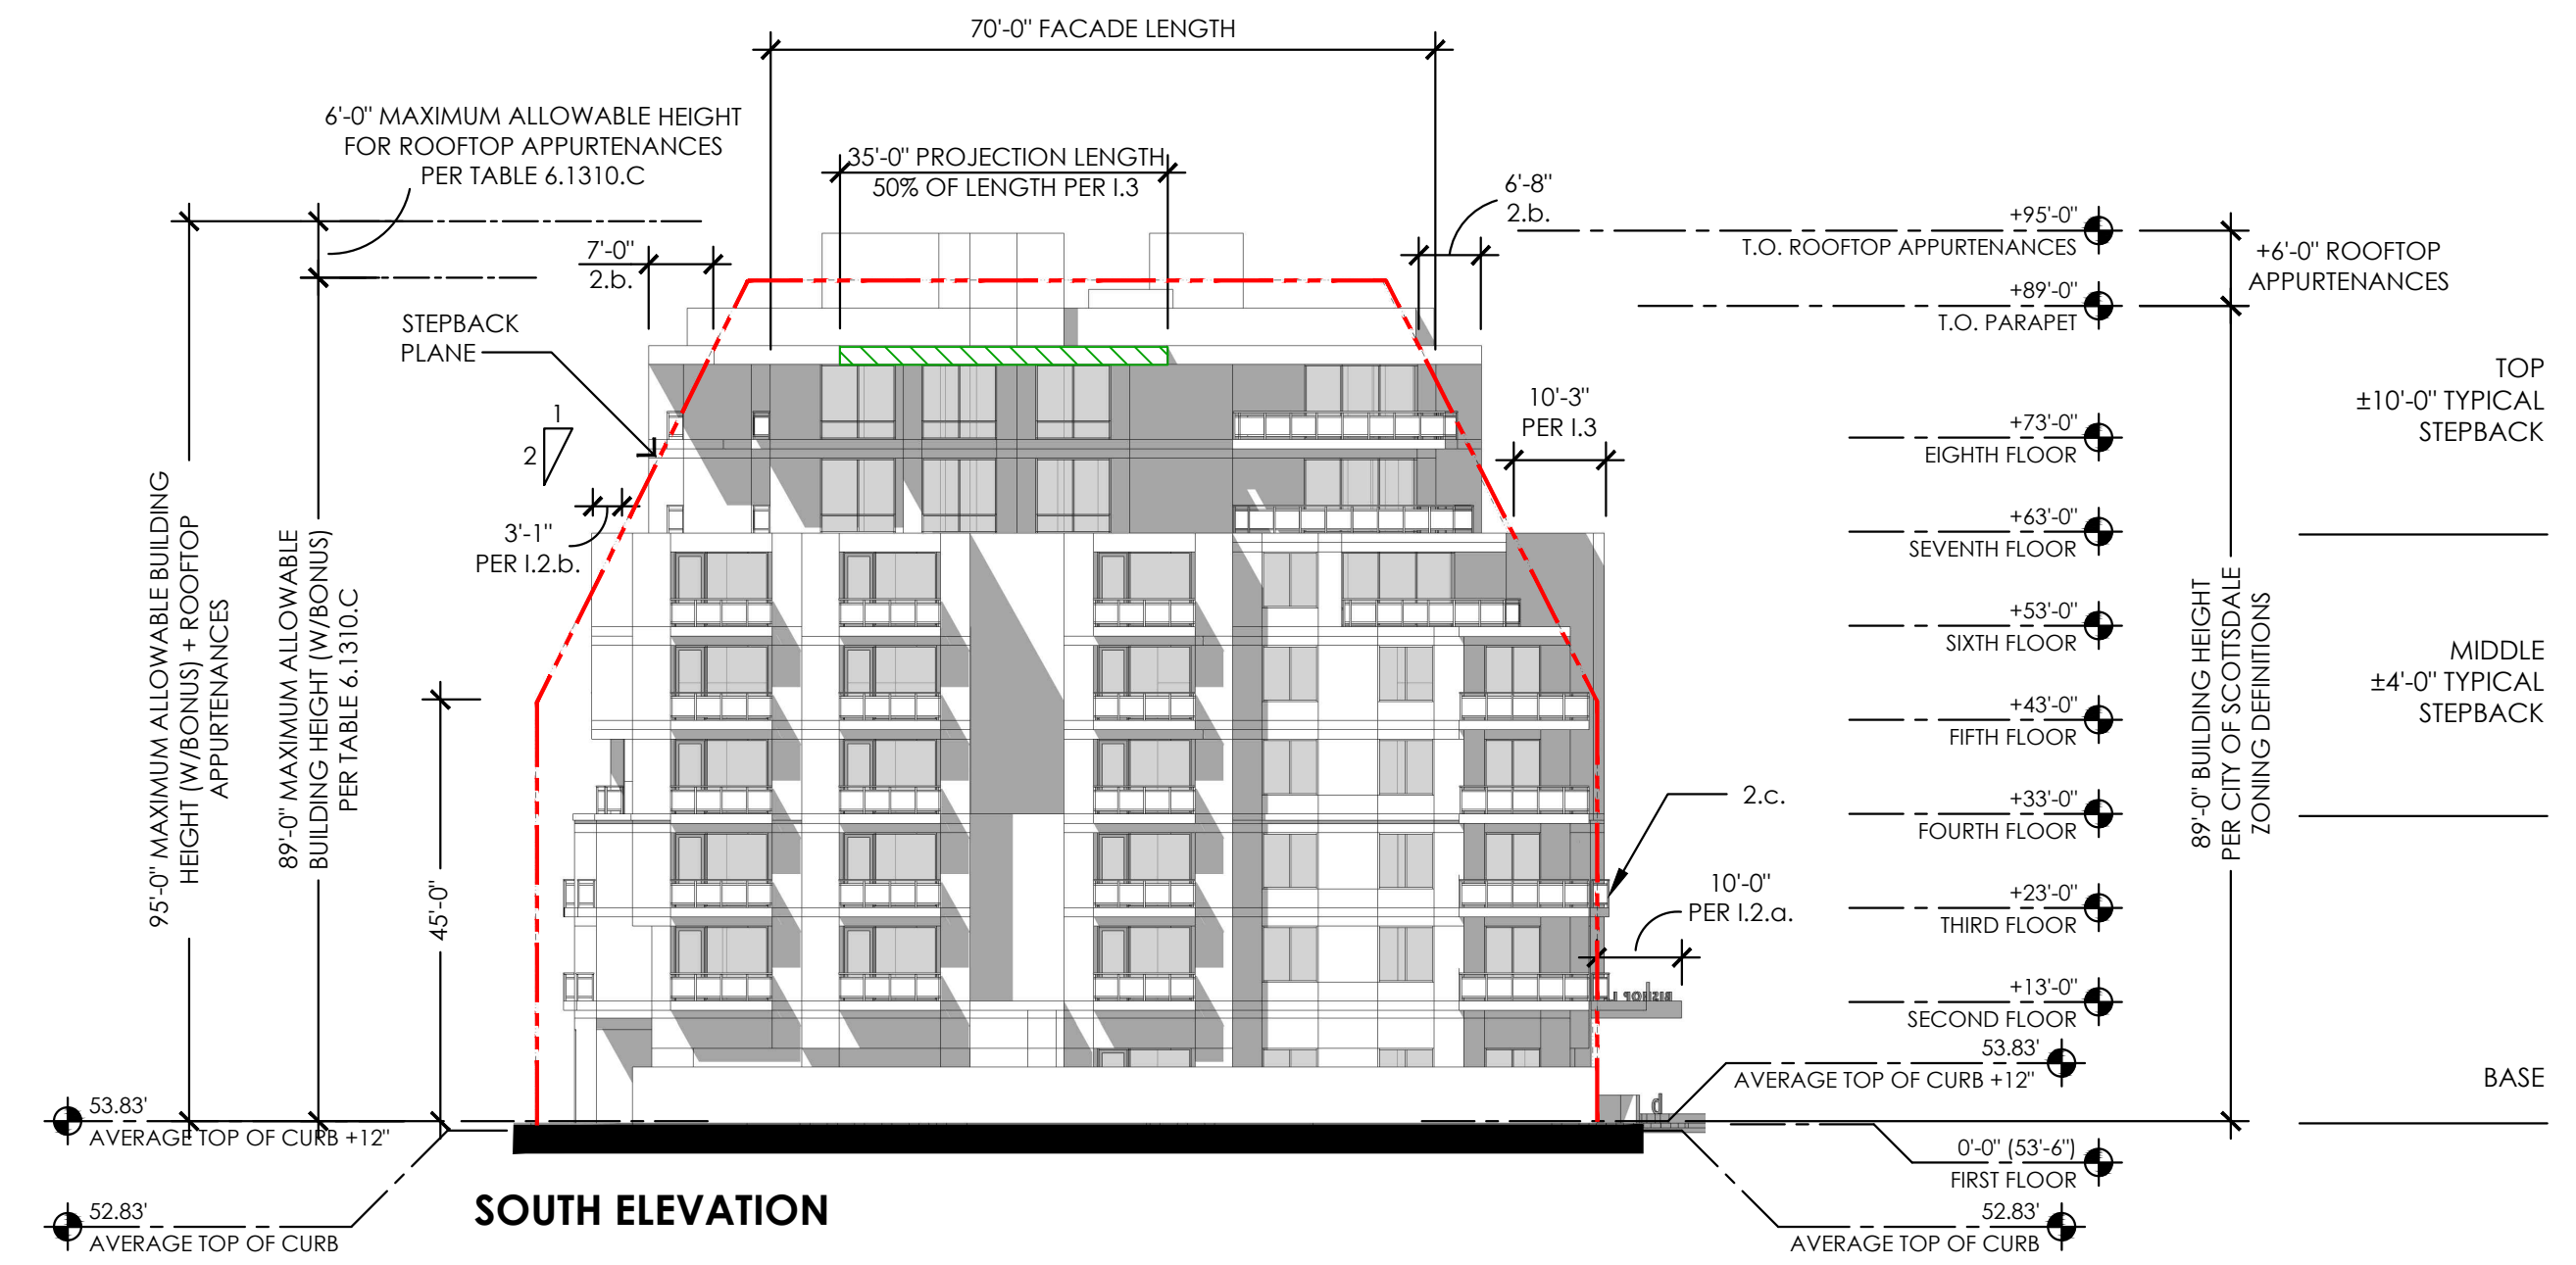 70'-0" FACADE LENGTH
6'-0" MAXIMUM ALLOWABLE HEIGHT
FOR ROOFTOP APPURTENANCES
PER TABLE 6.1310.C
35'-0" PROJECTION LENGTH
50% OF LENGTH PER I.3
6'-8"
2.b.
7'-0"
2.b.
STEPBACK
PLANE
1
2
3'-1"
PER I.2.b.
10'-3"
PER I.3
95'-0" MAXIMUM ALLOWABLE BUILDING
HEIGHT (W/BONUS) + ROOFTOP
APPURTENANCES
89'-0" MAXIMUM ALLOWABLE
BUILDING HEIGHT (W/BONUS)
PER TABLE 6.1310.C
45'-0"
2.c.
10'-0"
PER I.2.a.
BISHOP L
b
+95'-0"
T.O. ROOFTOP APPURTENANCES
+6'-0" ROOFTOP
APPURTENANCES
+89'-0"
T.O. PARAPET
TOP
±10'-0" TYPICAL
STEPBACK
+73'-0"
EIGHTH FLOOR
+63'-0"
SEVENTH FLOOR
+53'-0"
SIXTH FLOOR
MIDDLE
±4'-0" TYPICAL
STEPBACK
+43'-0"
FIFTH FLOOR
+33'-0"
FOURTH FLOOR
+23'-0"
THIRD FLOOR
+13'-0"
SECOND FLOOR
89'-0" BUILDING HEIGHT
PER CITY OF SCOTTSDALE
ZONING DEFINITIONS
53.83'
AVERAGE TOP OF CURB +12"
BASE
0'-0" (53'-6")
FIRST FLOOR
52.83'
AVERAGE TOP OF CURB
53.83'
AVERAGE TOP OF CURB +12"
52.83'
AVERAGE TOP OF CURB
SOUTH ELEVATION